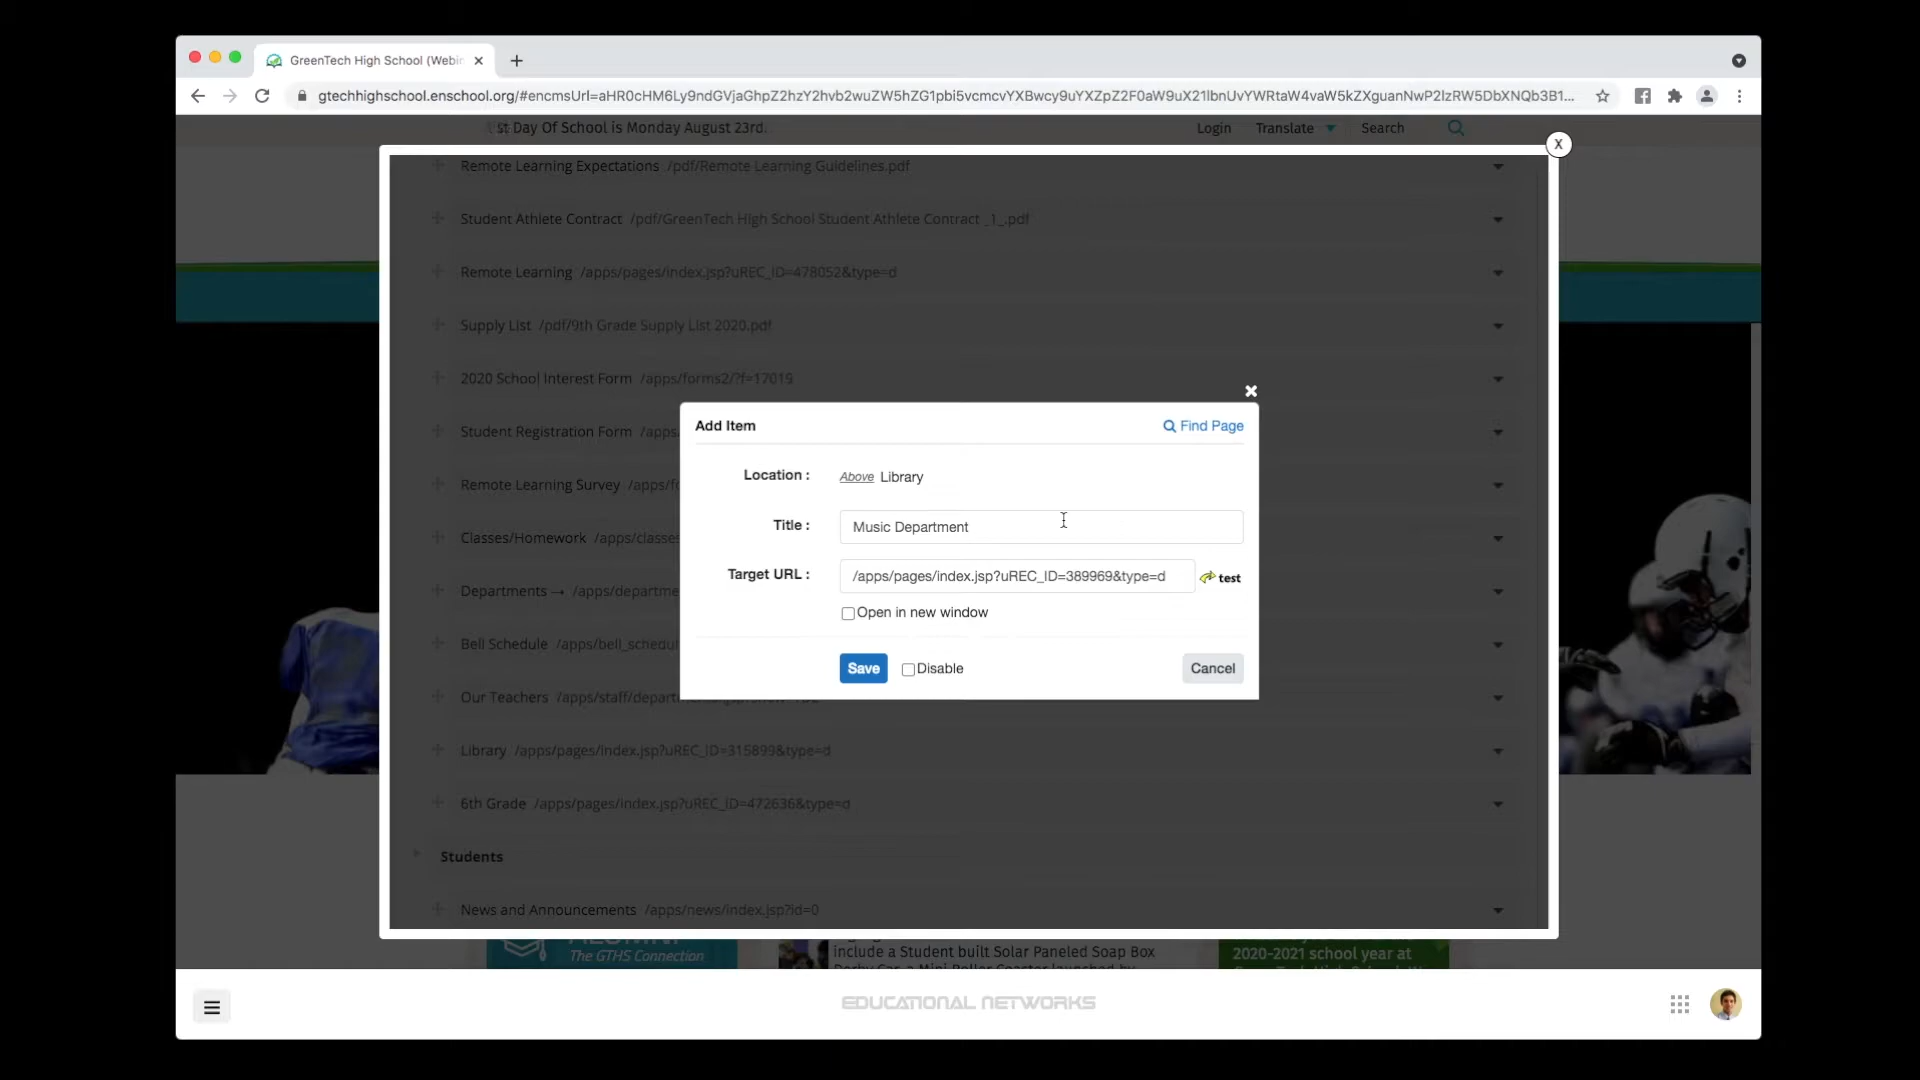 GreenTech High School (Webin
gtechhighschool.enschool.org/#encmsUrl=aHR0cHM6Ly9ndGVjaGhpZ2hzY2hvb2wuZW5hZG1pbi5vcmcvYXBwcy9uYXZpZ2F0aW9uX21lbnUvYWRtaW4vaW5kZXguanNwP2lzRW5DbXNQb3B1...
st Day Of School is Monday August 23rd.
Login Translate Search
X
Remote Learning Expectations /pdf/Remote Learning Guidelines.pdf
Student Athlete Contract /pdf/GreenTech High School Student Athlete Contract _1_.pdf
Remote Learning /apps/pages/index.jsp?uREC_ID=478052&type=d
Supply List /pdf/9th Grade Supply List 2020.pdf
2020 School Interest Form /apps/forms2/?f=17019
Student Registration Form /apps
Remote Learning Survey /apps/fo
Classes/Homework /apps/classes
Departments → /apps/departme
Bell Schedule /apps/bell_schedul
Our Teachers /apps/staff/departm
Library /apps/pages/index.jsp?uREC_ID=315899&type=d
6th Grade /apps/pages/index.jsp?uREC_ID=472636&type=d
Students
News and Announcements /apps/news/index.jsp?id=0
Add Item
Find Page
Location : Above Library
Title : Music Department
Target URL : /apps/pages/index.jsp?uREC_ID=389969&type=d test
Open in new window
Save Disable Cancel
The GTHS Connection
include a Student built Solar Paneled Soap Box
2020-2021 school year at
EDUCATIONAL NETWORKS